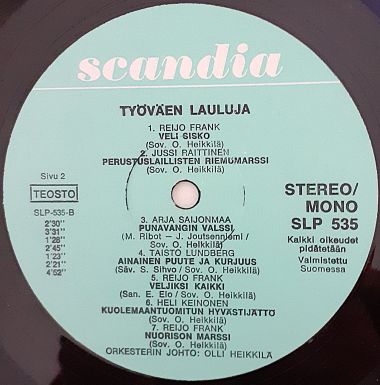 scandia
TYÖVÄEN LAULUJA
1. REIJO FRANK
VELI SISKO
(Sov. O. Heikkilä)
2. JUSSI RAITTINEN
PERUSTUSLAILLISTEN RIEMUMARSSI
(Sov. O. Heikkilä)
Sivu 2
TEOSTO
SLP-535-B
2'30"
3'31"
1'28"
2'45"
1'23"
2'21"
4'52"
STEREO/
MONO
SLP 535
Kaikki oikeudet
pidätetään
Valmistettu
Suomessa
3. ARJA SAIJONMAA
PUNAVANGIN VALSSI
(M. Ribot - J. Joutsenniemi /
Sov. O. Heikkilä)
4. TAISTO LUNDBERG
AINAINEN PUUTE JA KURJUUS
(Säv. S. Sihvo / Sov. O. Heikkilä)
5. REIJO FRANK
VELJIKSI KAIKKI
(San. E. Elo / Sov. O. Heikkilä)
6. HELI KEINONEN
KUOLEMAANTUOMITUN HYVÄSTIJÄTTÖ
(Sov. O. Heikkilä)
7. REIJO FRANK
NUORISON MARSSI
(Sov. O. Heikkilä)
ORKESTERIN JOHTO: OLLI HEIKKILÄ